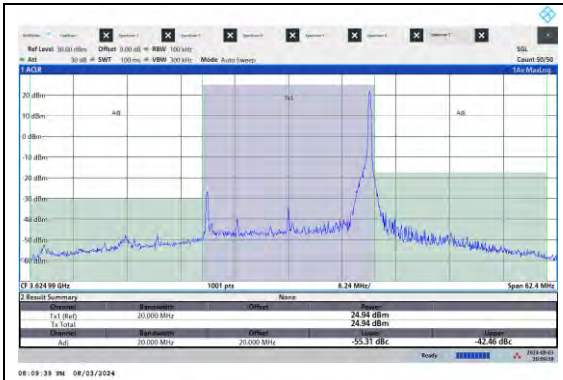 Ref Level 30.00 dBm Offset 9.00 dB RBW 100 kHz SGL
Att 30 dB SWT 100 ms VBW 300 kHz Mode Auto Sweep Count 50/50
1 ACLR 1Av MaxLog
Tx1
20 dBm
Adj Adj
10 dBm
0 dBm
-10 dBm
-20 dBm
-30 dBm
-40 dBm
-50 dBm
-60 dBm
CF 3.624 99 GHz 1001 pts 6.24 MHz/ Span 62.4 MHz
2 Result Summary None
Channel Bandwidth Offset Power
Tx1 (Ref) 20.000 MHz 24.94 dBm
Tx Total 24.94 dBm
Channel Bandwidth Offset Lower Upper
Adj 20.000 MHz 20.000 MHz -55.31 dBc -42.46 dBc
Ready
08:09:39 PM 08/03/2024